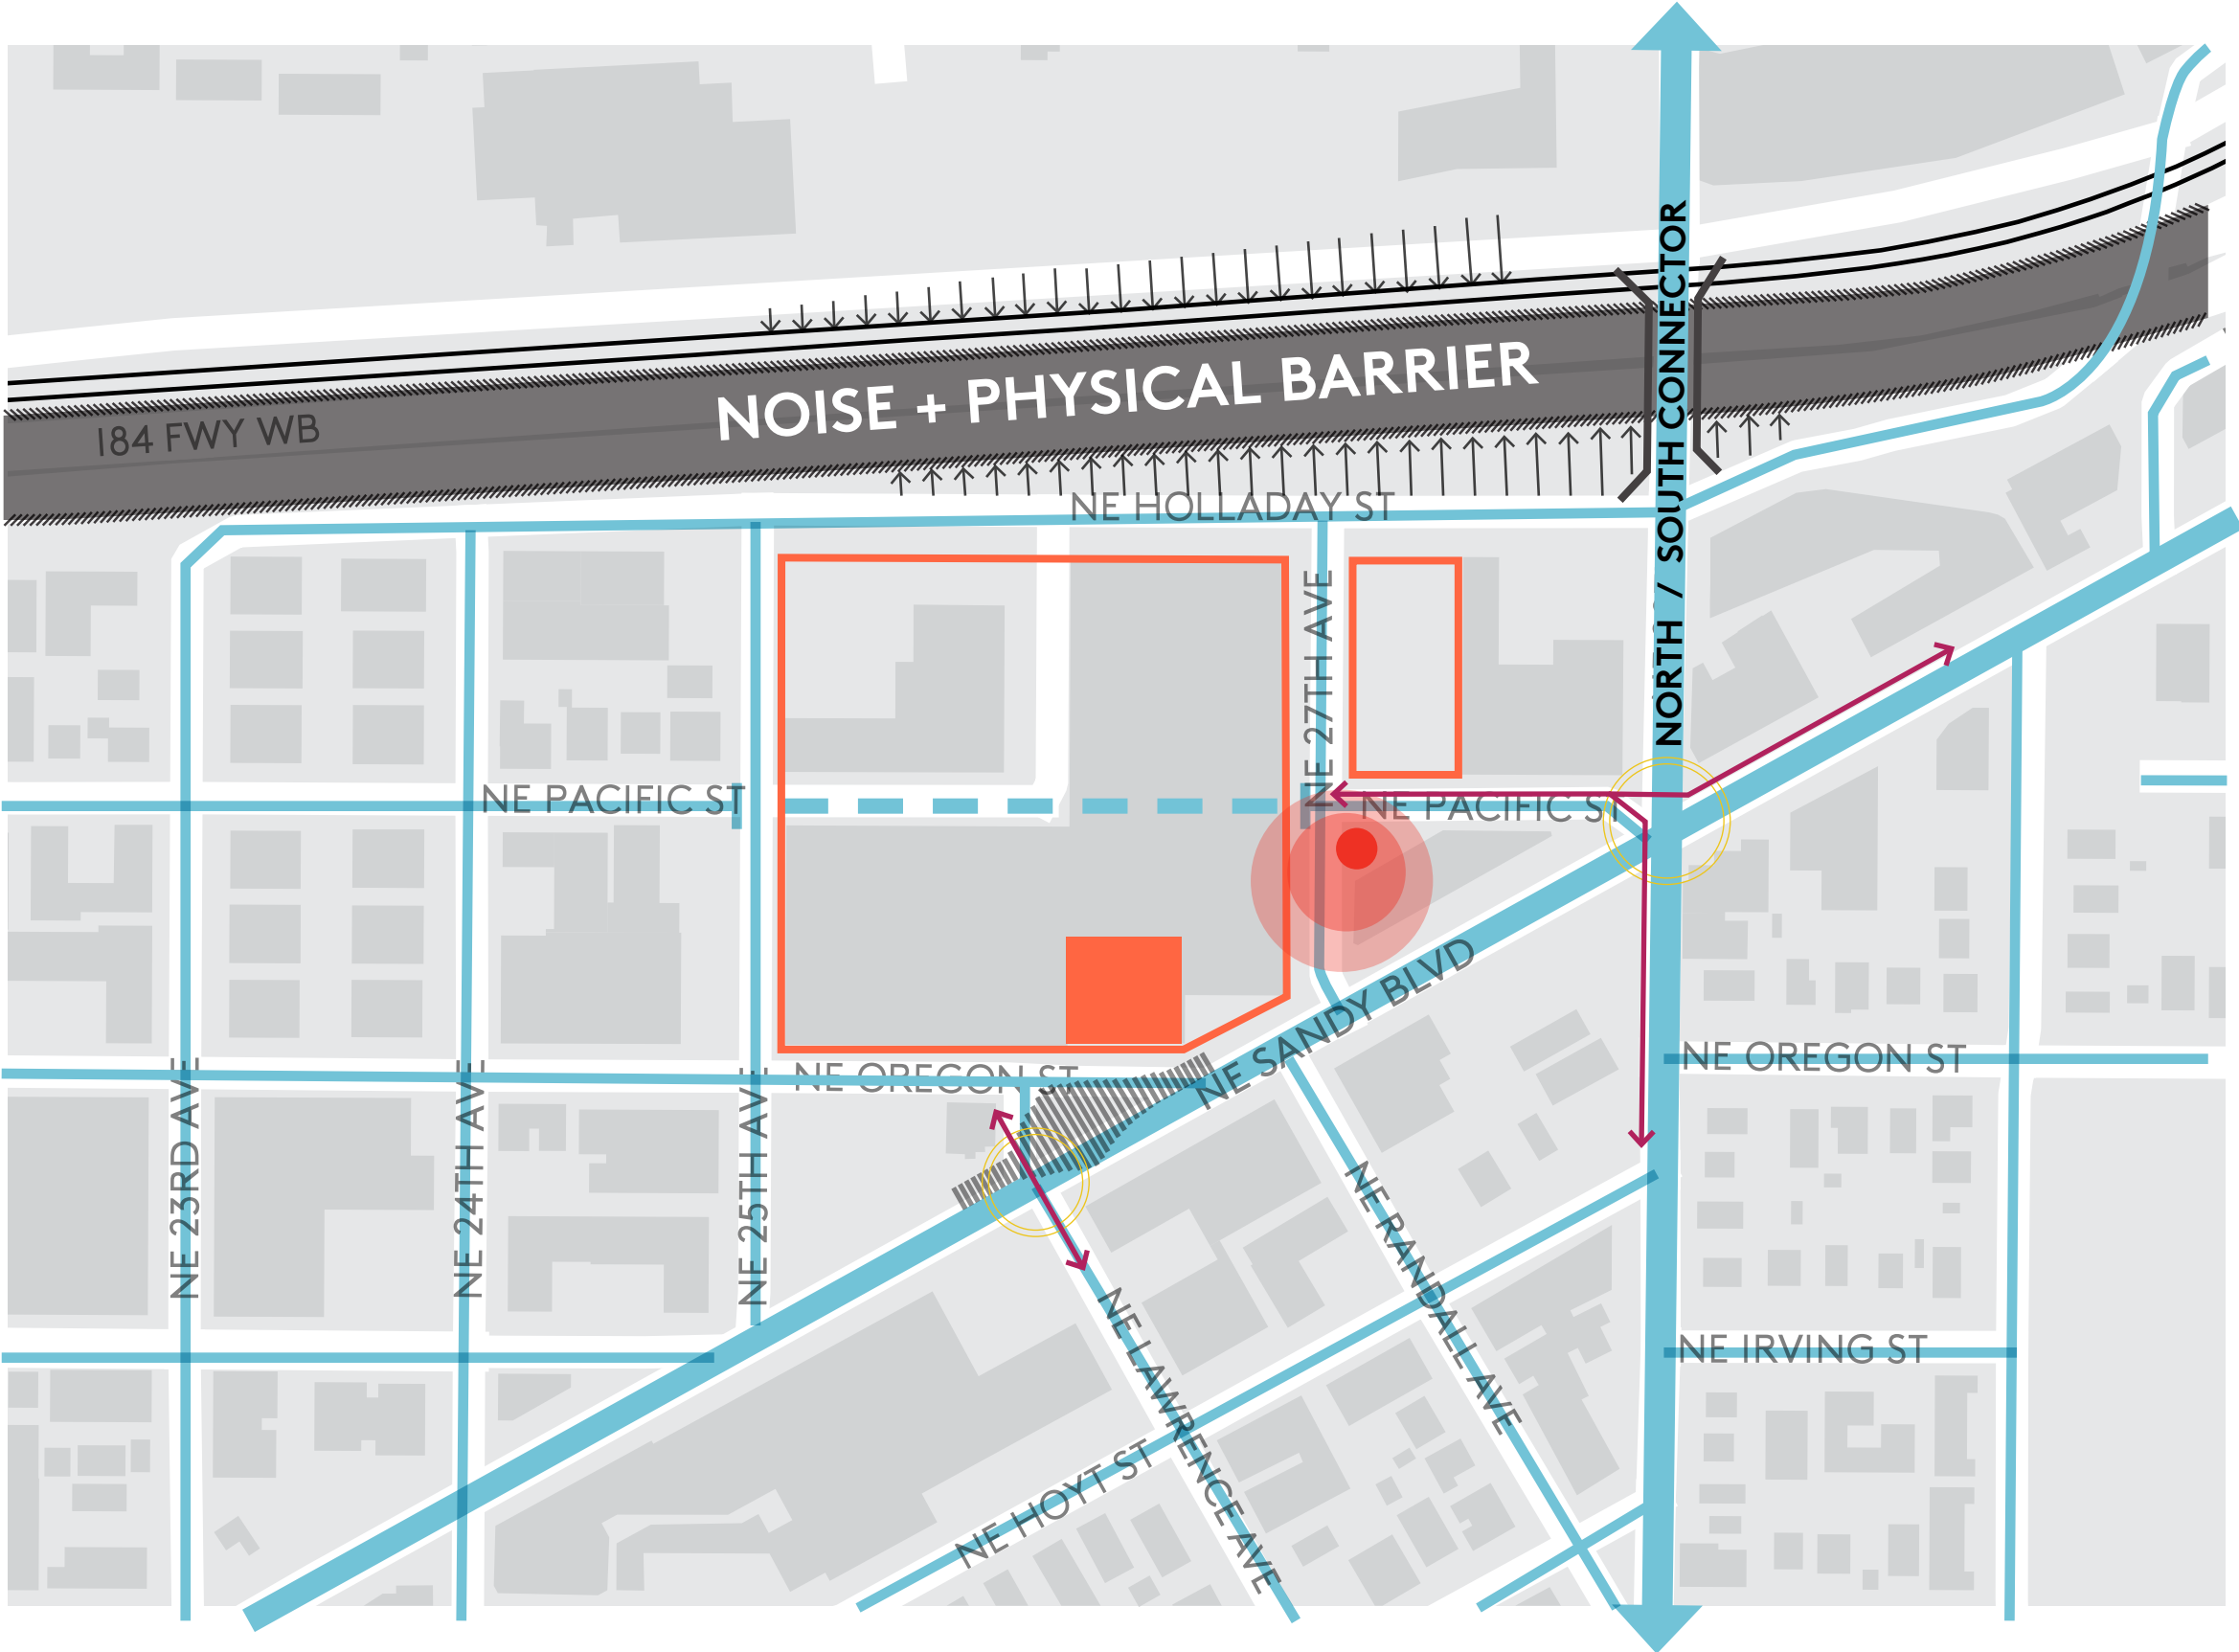 NORTH / SOUTH CONNECTOR
NOISE + PHYSICAL BARRIER
184 FWY WB
NE HOLLADAY ST
NE 27TH AVE
NE PACIFIC ST
NE PACIFIC ST
NE SANDY BLVD
NE OREGON ST
NE OREGON ST
NE 23RD AVE
NE 24TH AVE
NE 25TH AVE
NE RANDALL AVE
NE LAWRENCE AVE
NE IRVING ST
NE HOYT ST